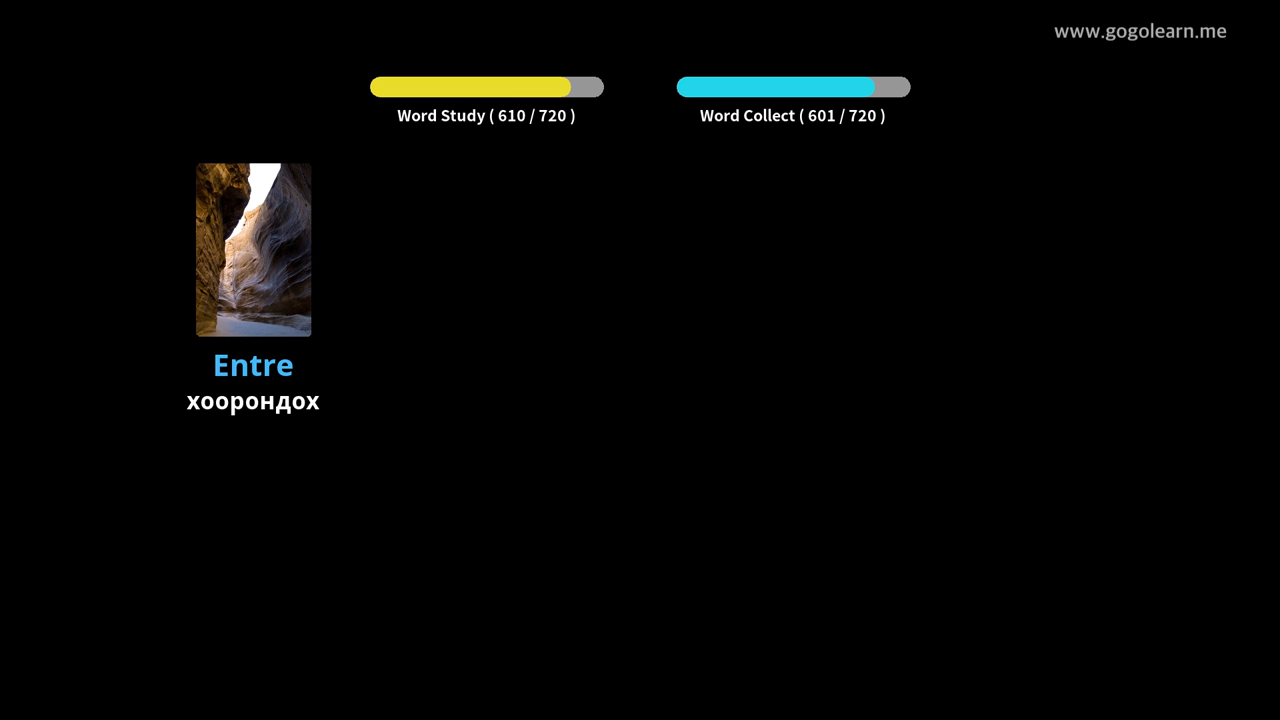 www.gogolearn.me
Word Study ( 610 / 720 )
Word Collect ( 601 / 720 )
Entre
хоорондох